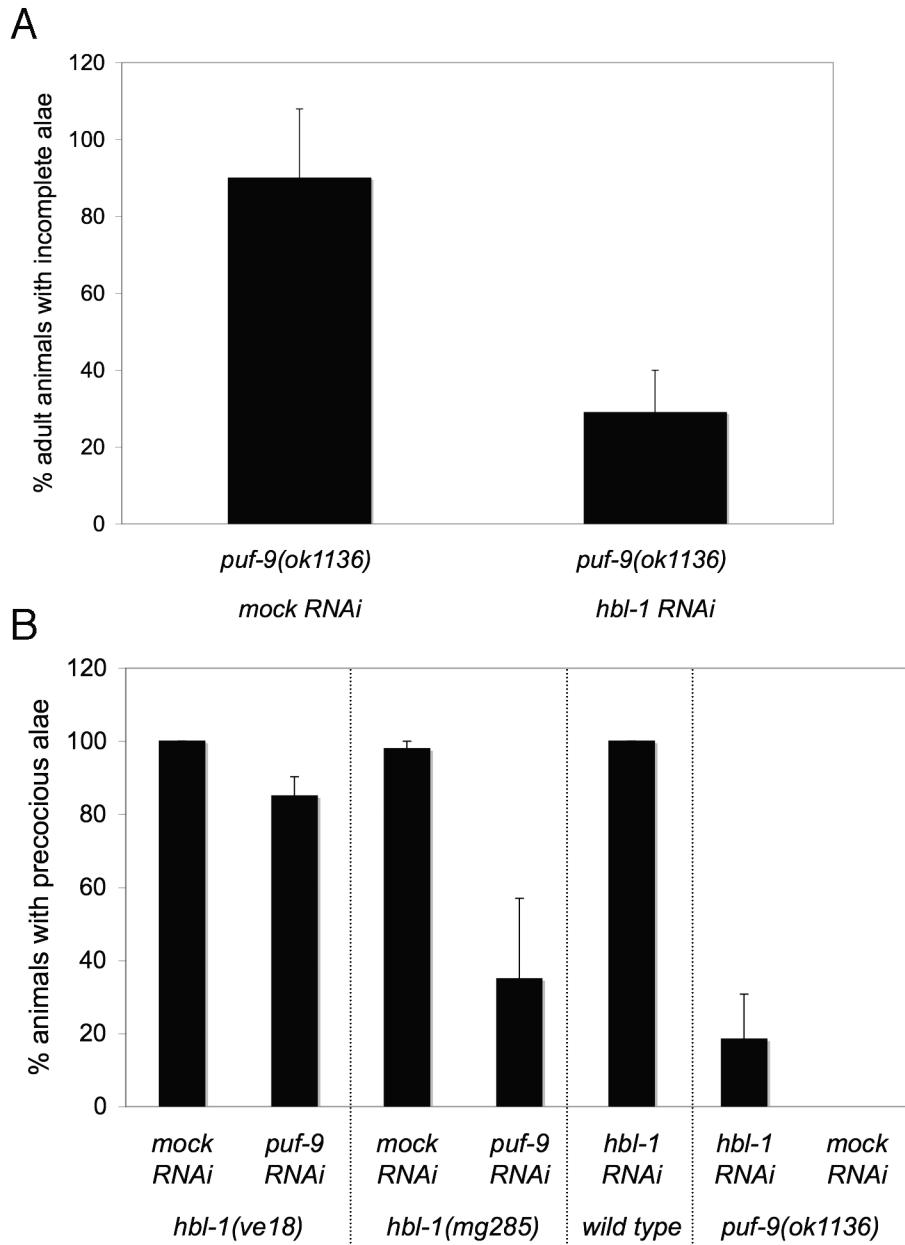 A
% adult animals with incomplete alae
120
100
80
60
40
20
0
puf-9(ok1136)
puf-9(ok1136)
mock RNAi
hbl-1 RNAi
B
% animals with precocious alae
120
100
80
60
40
20
0
mock puf-9 mock puf-9 hbl-1 hbl-1 mock
RNAi RNAi RNAi RNAi RNAi RNAi RNAi
hbl-1(ve18) hbl-1(mg285) wild type puf-9(ok1136)